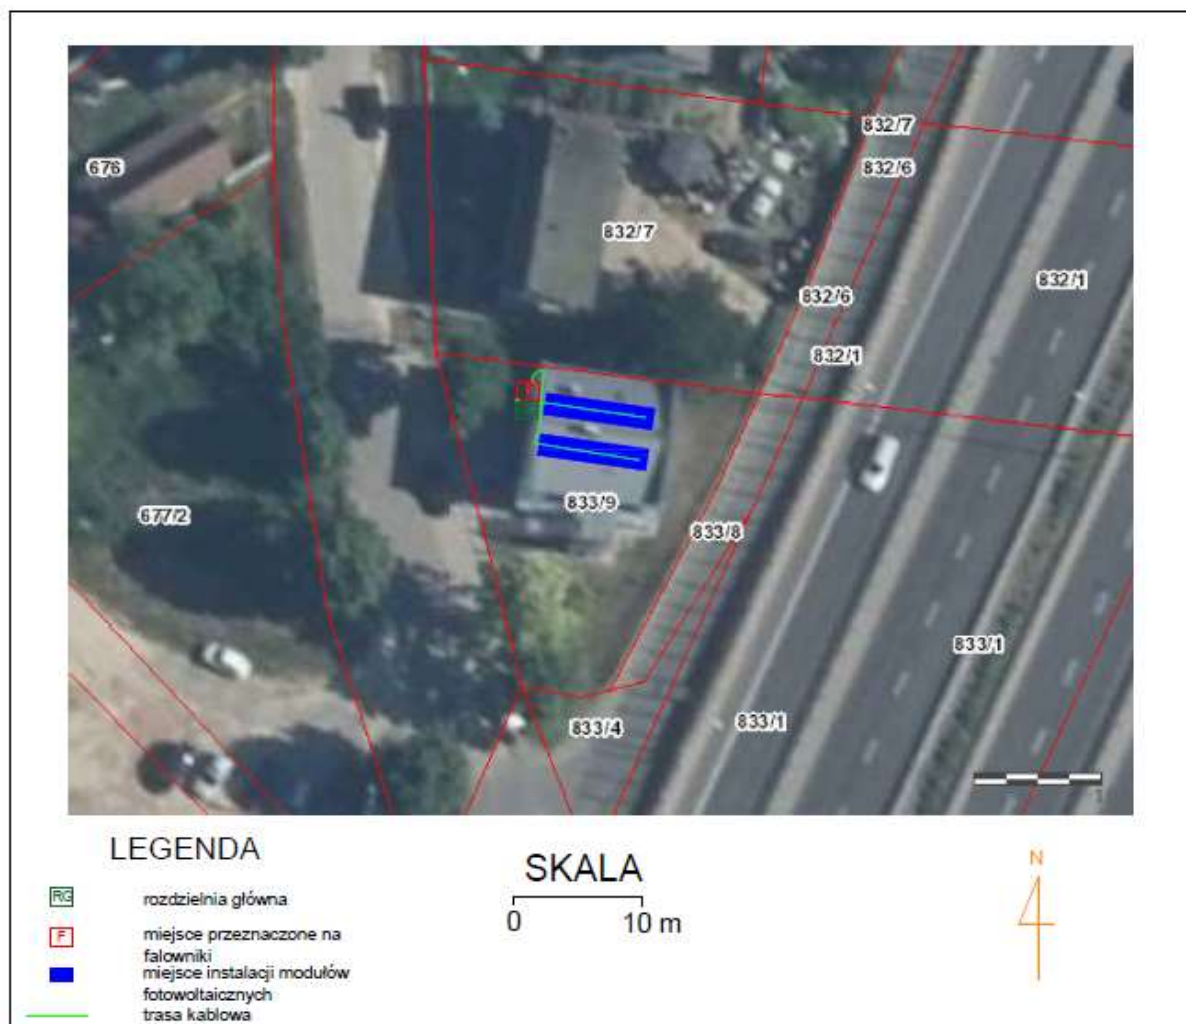 832/7
832/6
676
832/7
832/1
832/6
832/1
F
833/9
677/2
833/8
833/1
833/4
833/1
LEGENDA
RG rozdzielnia główna
F miejsce przeznaczone na
falowniki
miejsce instalacji modułów
fotowoltaicznych
trasa kablowa
SKALA
0 10 m
N